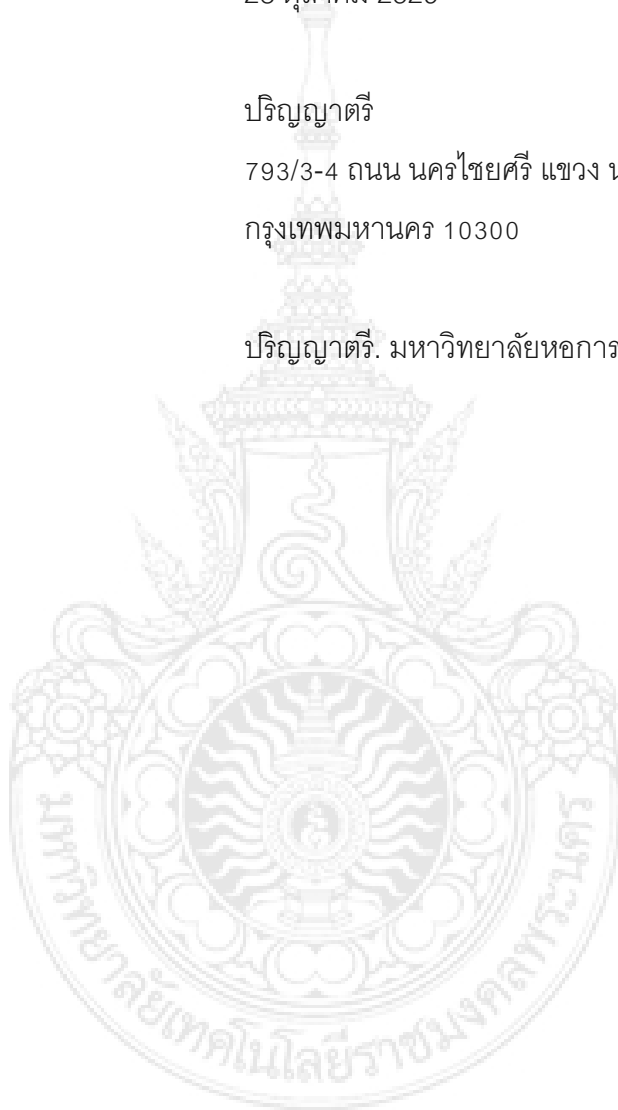 ปริญญาตรี
793/3-4 ถนน นครไชยศรี แขวง
กรุงเทพมหานคร 10300
ปริญญาตรี. มหาวิทยาลัยหอการ
มหาวิทยาลัยเทคโนโลยีราชมงคลพระนคร